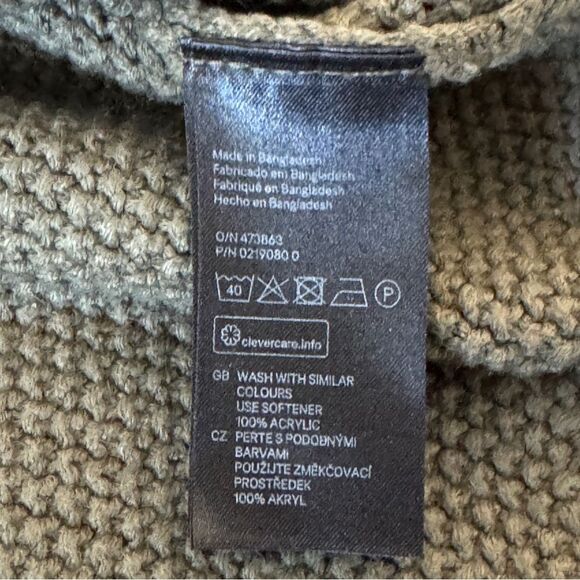 Made in Bangladesh
Fabricado em Bangladesh
Fabriqué en Bangladesh
Hecho en Bangladesh
O/N 473863
P/N 0219080 0
40 P
clevercare.info
GB WASH WITH SIMILAR
COLOURS
USE SOFTENER
100% ACRYLIC
CZ PERTE S PODOBNÝMI
BARVAMI
POUŽIJTE ZMĚKČOVACÍ
PROSTŘEDEK
100% AKRYL